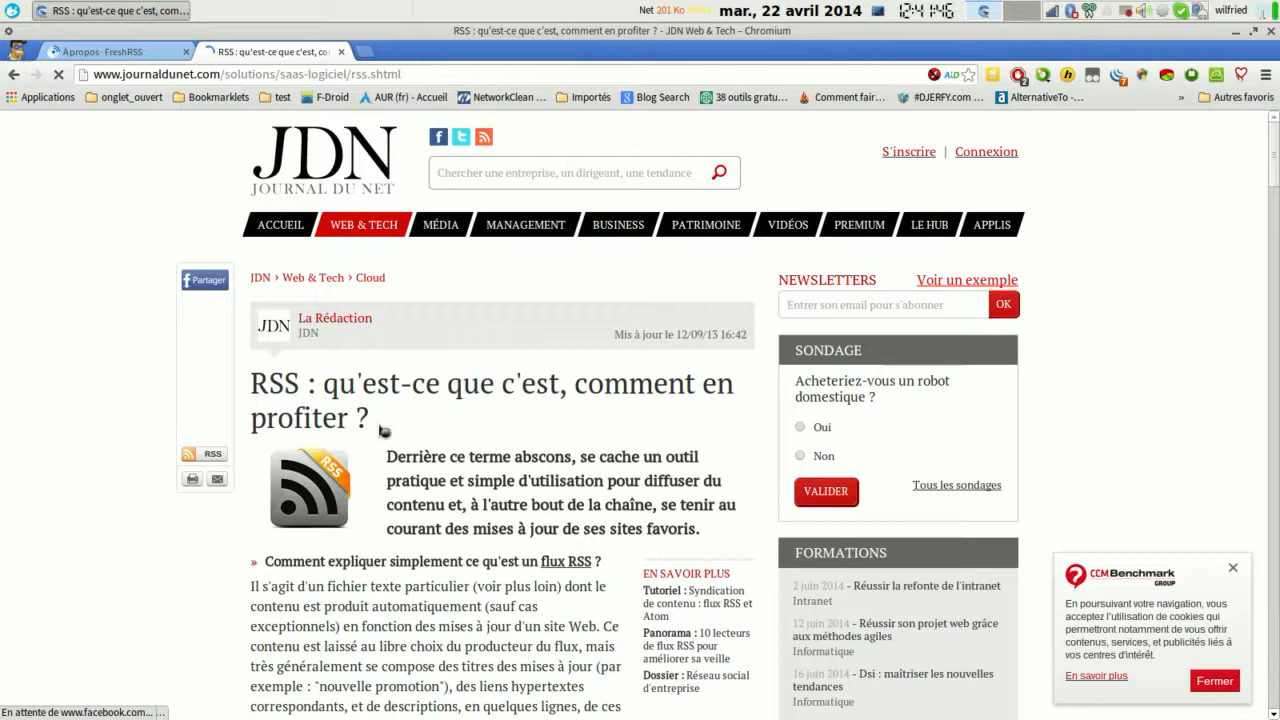 RSS : qu'est-ce que c'est, com...
Net 201 Ko
mar., 22 avril 2014
12:41:46
wilfried
RSS : qu'est-ce que c'est, comment en profiter ? - JDN Web & Tech – Chromium
À propos · FreshRSS
RSS : qu'est-ce que c'est, co
www.journaldunet.com/solutions/saas-logiciel/rss.shtml
Applications
onglet_ouvert
Bookmarklets
test
F-Droid
AUR (fr) - Accueil
NetworkClean ...
Importés
Blog Search
38 outils gratu...
Comment fair...
#DJERFY.com ...
AlternativeTo -...
»
Autres favoris
JDN
JOURNAL DU NET
Chercher une entreprise, un dirigeant, une tendance
S'inscrire | Connexion
ACCUEIL
WEB & TECH
MÉDIA
MANAGEMENT
BUSINESS
PATRIMOINE
VIDÉOS
PREMIUM
LE HUB
APPLIS
Partager
RSS
JDN › Web & Tech › Cloud
JDN
La Rédaction
JDN
Mis à jour le 12/09/13 16:42
RSS : qu'est-ce que c'est, comment en
profiter ?
RSS
Derrière ce terme abscons, se cache un outil
pratique et simple d'utilisation pour diffuser du
contenu et, à l'autre bout de la chaîne, se tenir au
courant des mises à jour de ses sites favoris.
» Comment expliquer simplement ce qu'est un flux RSS ?
Il s'agit d'un fichier texte particulier (voir plus loin) dont le
contenu est produit automatiquement (sauf cas
exceptionnels) en fonction des mises à jour d'un site Web. Ce
contenu est laissé au libre choix du producteur du flux, mais
très généralement se compose des titres des mises à jour (par
exemple : "nouvelle promotion"), des liens hypertextes
correspondants, et de descriptions, en quelques lignes, de ces
EN SAVOIR PLUS
Tutoriel : Syndication
de contenu : flux RSS et
Atom
Panorama : 10 lecteurs
de flux RSS pour
améliorer sa veille
Dossier : Réseau social
d'entreprise
NEWSLETTERS
Voir un exemple
Entrer son email pour s'abonner
OK
SONDAGE
Acheteriez-vous un robot
domestique ?
Oui
Non
VALIDER
Tous les sondages
FORMATIONS
2 juin 2014 - Réussir la refonte de l'intranet
Intranet
12 juin 2014 - Réussir son projet web grâce
aux méthodes agiles
Informatique
16 juin 2014 - Dsi : maîtriser les nouvelles
tendances
Informatique
CCMBenchmark
GROUP
En poursuivant votre navigation, vous
acceptez l'utilisation de cookies qui
permettront notamment de vous offrir
contenus, services, et publicités liés à
vos centres d'intérêt.
En savoir plus
Fermer
En attente de www.facebook.com... ...